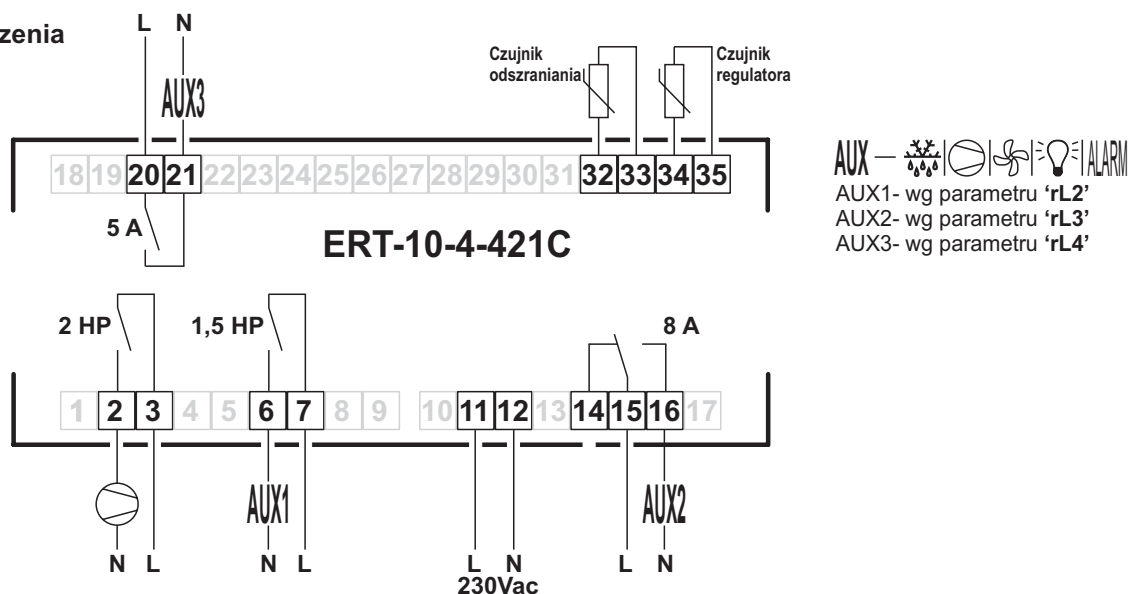 zenia
L N
AUX3
Czujnik
odszraniania
Czujnik
regulatora
18 19 20 21 22 23 24 25 26 27 28 29 30 31 32 33 34 35
5 A
ERT-10-4-421C
AUX – ALARM
AUX1- wg parametru ‘rL2’
AUX2- wg parametru ‘rL3’
AUX3- wg parametru ‘rL4’
2 HP 1,5 HP 8 A
1 2 3 4 5 6 7 8 9 10 11 12 13 14 15 16 17
AUX1 AUX2
N L N L L N L N
230Vac